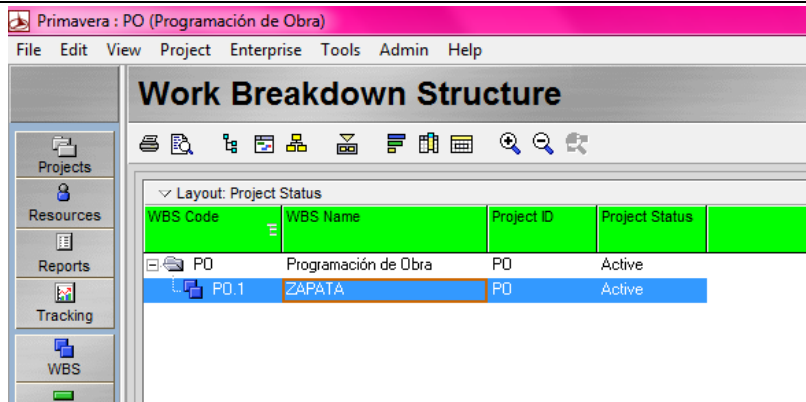 Primavera : PO (Programación de Obra)
File Edit View Project Enterprise Tools Admin Help
Work Breakdown Structure
Projects
Resources
Reports
Tracking
WBS
Layout: Project Status
WBS Code WBS Name Project ID Project Status
PO Programación de Obra PO Active
PO.1 ZAPATA PO Active